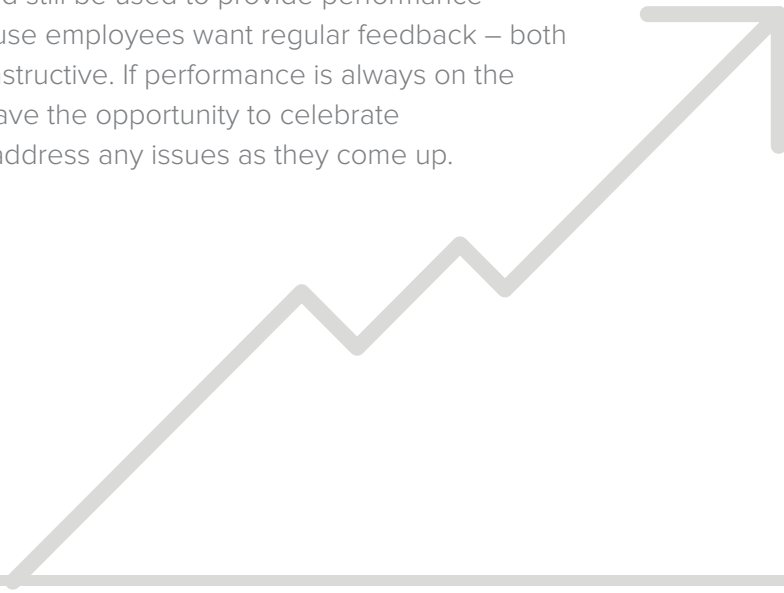 still be used to provide performance
use employees want regular feedback – both
structive. If performance is always on the
ave the opportunity to celebrate
address any issues as they come up.